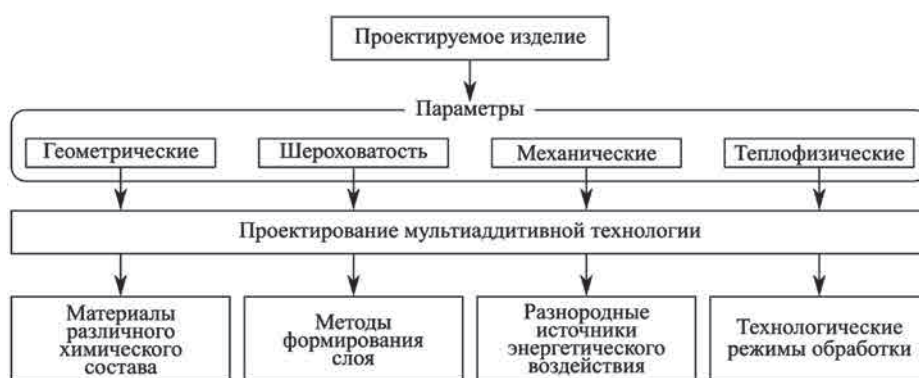 Проектируемое изделие
Параметры
Геометрические
Шероховатость
Механические
Теплофизические
Проектирование мультиаддитивной технологии
Материалы
различного
химического
состава
Методы
формирования
слоя
Разнородные
источники
энергетического
воздействия
Технологические
режимы обработки